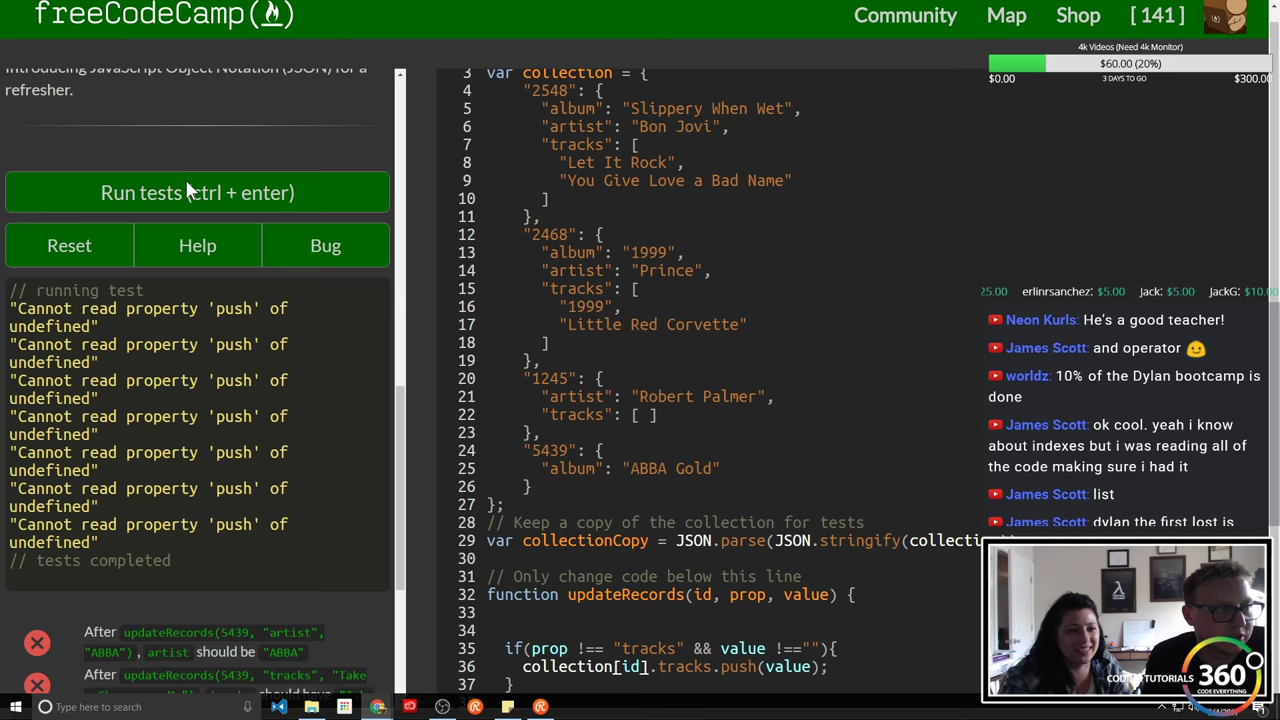 freeCodeCamp
Community
Map
Shop
[ 141 ]
4k Videos (Need 4k Monitor)
$60.00 (20%)
$0.00
3 DAYS TO GO
$300.00
Introducing JavaScript Object Notation (JSON) for a
refresher.
Run tests (ctrl + enter)
Reset
Help
Bug
// running test
"Cannot read property 'push' of
undefined"
"Cannot read property 'push' of
undefined"
"Cannot read property 'push' of
undefined"
"Cannot read property 'push' of
undefined"
"Cannot read property 'push' of
undefined"
"Cannot read property 'push' of
undefined"
"Cannot read property 'push' of
undefined"
// tests completed
After updateRecords(5439, "artist",
"ABBA"), artist should be "ABBA"
After updateRecords(5439, "tracks", "Take
3 var collection = {
4 "2548": {
5 "album": "Slippery When Wet",
6 "artist": "Bon Jovi",
7 "tracks": [
8 "Let It Rock",
9 "You Give Love a Bad Name"
10 ]
11 },
12 "2468": {
13 "album": "1999",
14 "artist": "Prince",
15 "tracks": [
16 "1999",
17 "Little Red Corvette"
18 ]
19 },
20 "1245": {
21 "artist": "Robert Palmer",
22 "tracks": [ ]
23 },
24 "5439": {
25 "album": "ABBA Gold"
26 }
27 };
28 // Keep a copy of the collection for tests
29 var collectionCopy = JSON.parse(JSON.stringify(collecti
30
31 // Only change code below this line
32 function updateRecords(id, prop, value) {
33
34
35 if(prop !== "tracks" && value !==""){
36 collection[id].tracks.push(value);
37 }
25.00 erlinrsanchez: $5.00 Jack: $5.00 JackG: $10.00
Neon Kurls: He's a good teacher!
James Scott: and operator
worldz: 10% of the Dylan bootcamp is
done
James Scott: ok cool. yeah i know
about indexes but i was reading all of
the code making sure i had it
James Scott: list
James Scott: dylan the first lost is
CODING TUTORIALS 360
CODE EVERYTHING
Type here to search